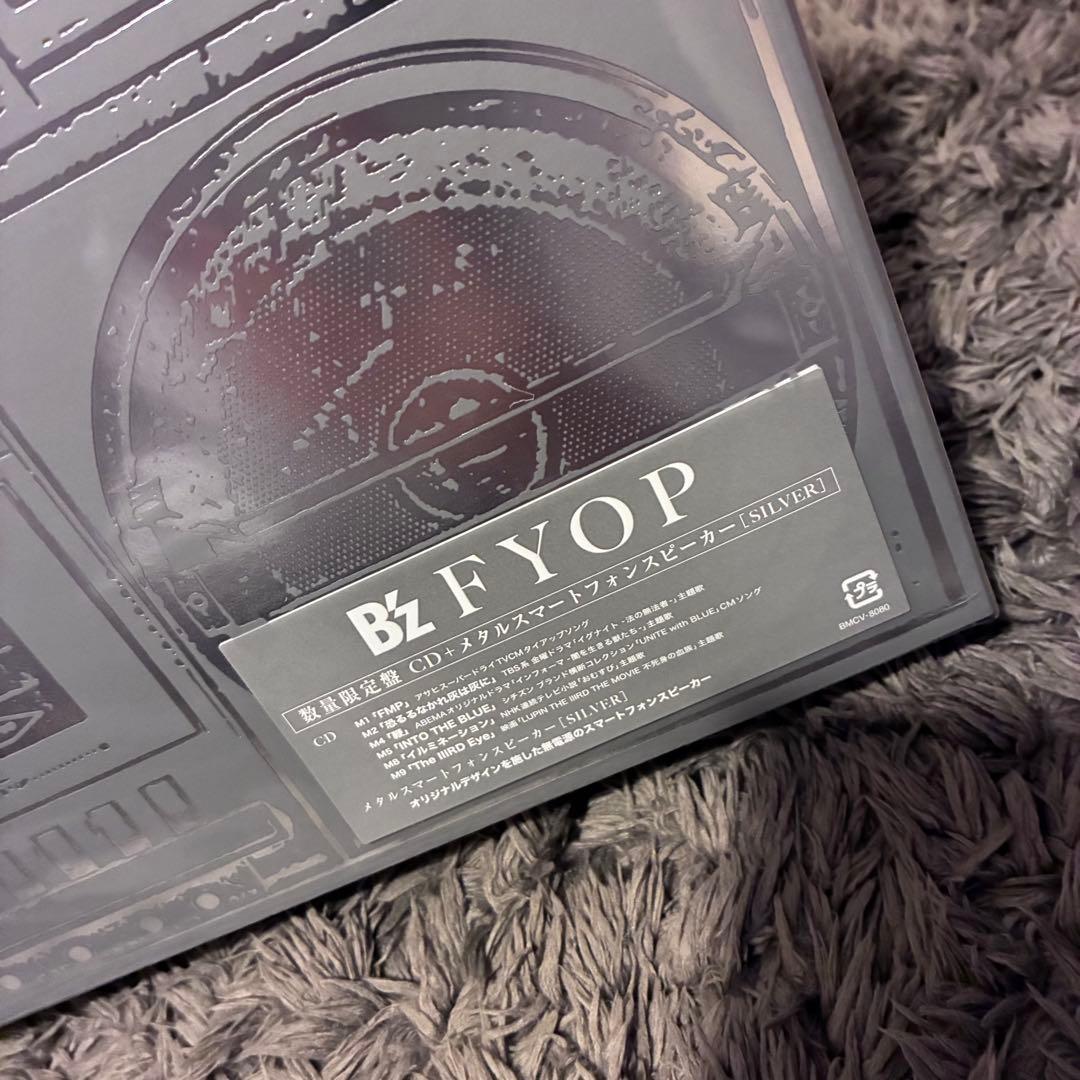 B'z FYOP
数量限定盤 CD+メタルスマートフォンスピーカー[SILVER]
CD
M1「FMP」 アサヒスーパードライTVCMタイアップソング
M2「恐るるなかれ灰は灰に」 TBS系 金曜ドラマ「イグナイト -法の無法者-」主題歌
M4「鞭」 ABEMAオリジナルドラマ「インフォーマ -闇を生きる獣たち-」主題歌
M5「INTO THE BLUE」 シチズン ブランド横断コレクション「UNITE with BLUE」CMソング
M8「イルミネーション」 NHK連続テレビ小説「おむすび」主題歌
M9「The IIIRD Eye」 映画「LUPIN THE IIIRD THE MOVIE 不死身の血族」主題歌
メタルスマートフォンスピーカー[SILVER]
オリジナルデザインを施した無電源のスマートフォンスピーカー
プラ
BMCV-8080